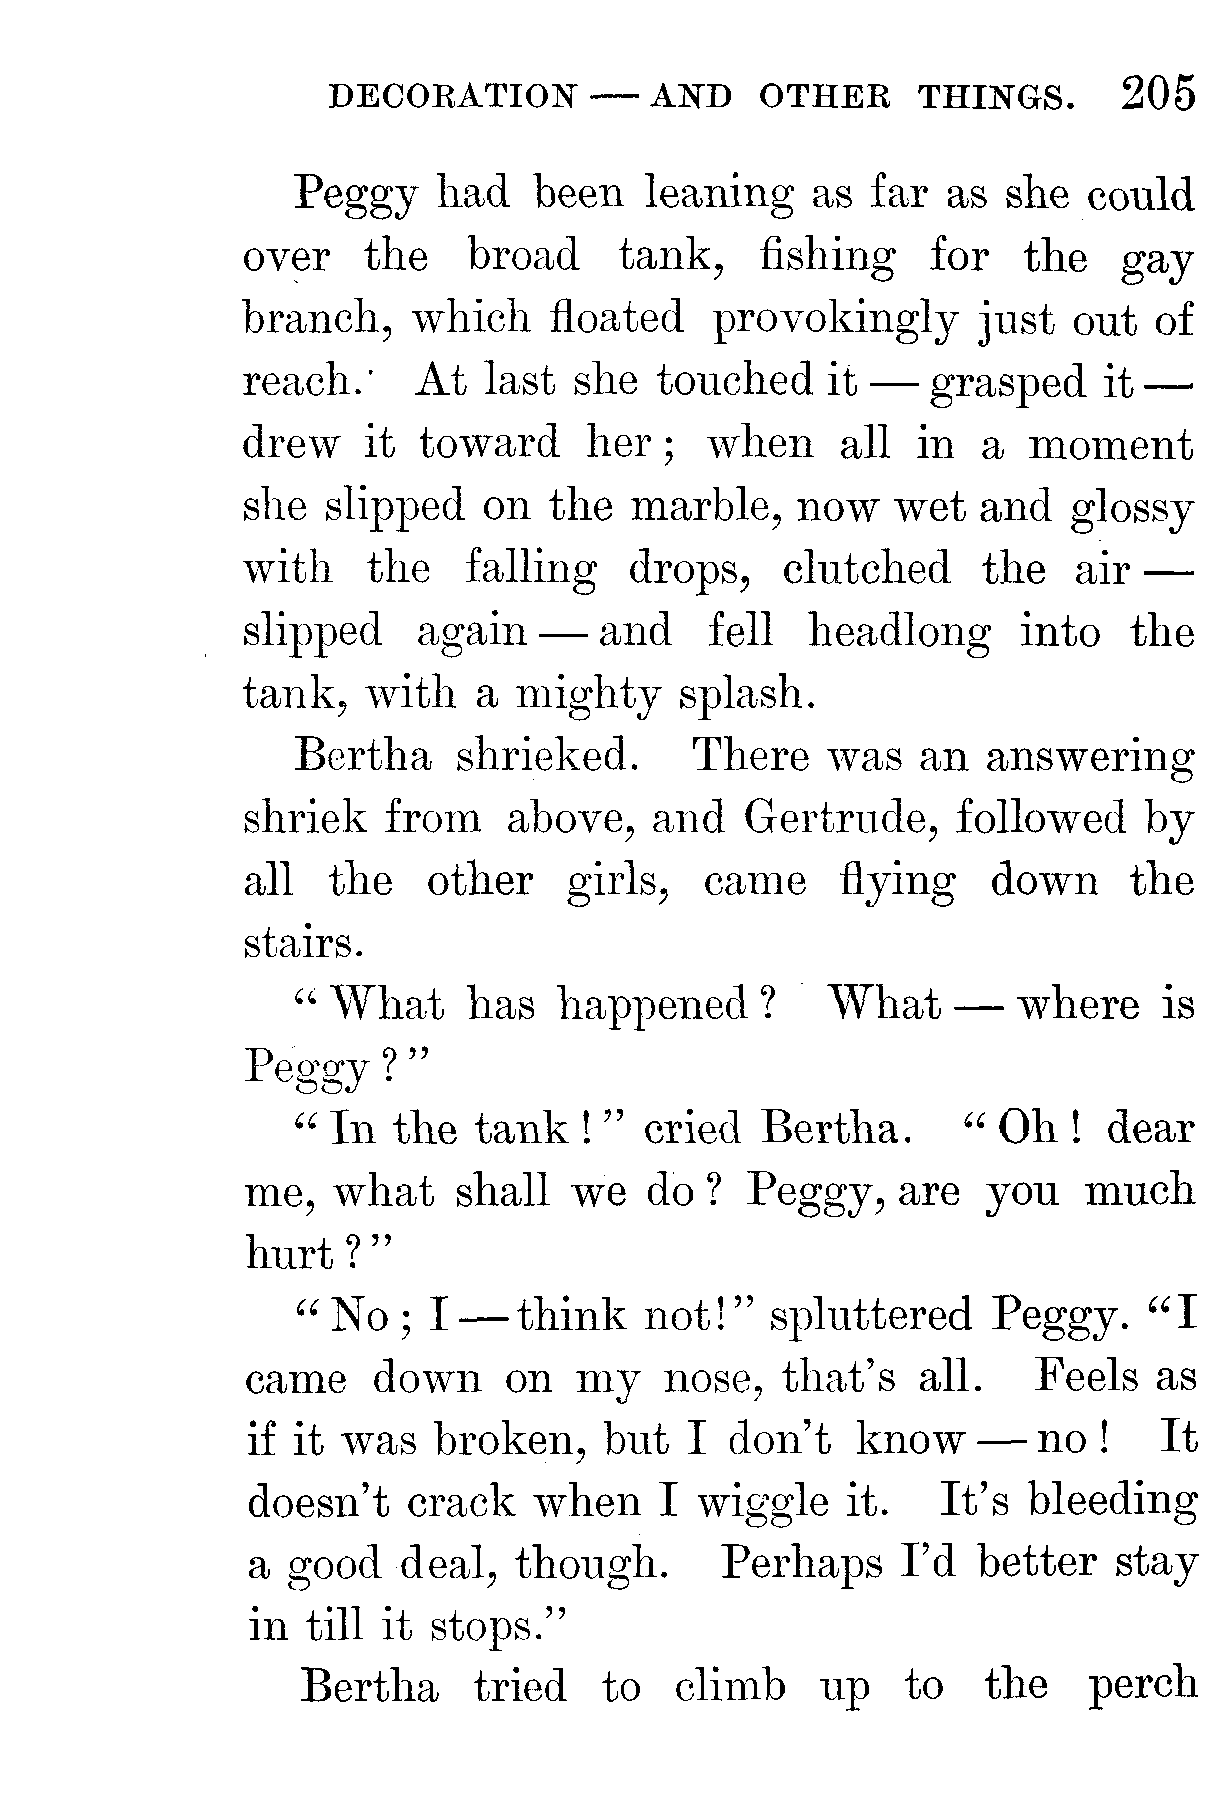 DECORATION — AND OTHER THINGS. 205
Peggy had been leaning as far as she could
over the broad tank, fishing for the gay
branch, which floated provokingly just out of
reach. At last she touched it — grasped it —
drew it toward her; when all in a moment
she slipped on the marble, now wet and glossy
with the falling drops, clutched the air —
slipped again — and fell headlong into the
tank, with a mighty splash.
Bertha shrieked. There was an answering
shriek from above, and Gertrude, followed by
all the other girls, came flying down the
stairs.
“What has happened? What — where is
Peggy?”
“In the tank!” cried Bertha. “Oh! dear
me, what shall we do? Peggy, are you much
hurt?”
“No; I — think not!” spluttered Peggy. “I
came down on my nose, that’s all. Feels as
if it was broken, but I don’t know — no! It
doesn’t crack when I wiggle it. It’s bleeding
a good deal, though. Perhaps I’d better stay
in till it stops.”
Bertha tried to climb up to the perch